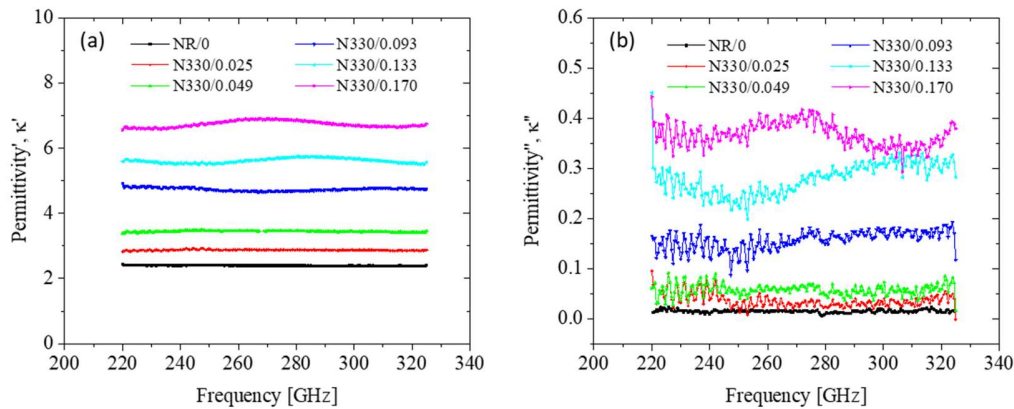 (a)
NR/0
N330/0.025
N330/0.049
N330/0.093
N330/0.133
N330/0.170
10
8
6
4
2
0
Permittivity', κ'
200 220 240 260 280 300 320 340
Frequency [GHz]
(b)
NR/0
N330/0.025
N330/0.049
N330/0.093
N330/0.133
N330/0.170
0.6
0.5
0.4
0.3
0.2
0.1
0.0
Permittivity'', κ''
200 220 240 260 280 300 320 340
Frequency [GHz]